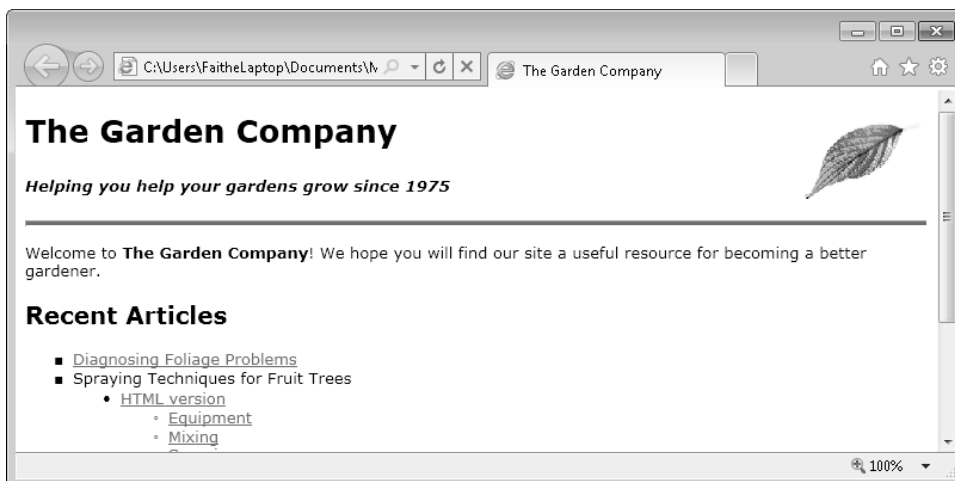 C:\Users\FaitheLaptop\Documents\
The Garden Company
The Garden Company
Helping you help your gardens grow since 1975
Welcome to The Garden Company! We hope you will find our site a useful resource for becoming a better
gardener.
Recent Articles
Diagnosing Foliage Problems
Spraying Techniques for Fruit Trees
HTML version
Equipment
Mixing
100%